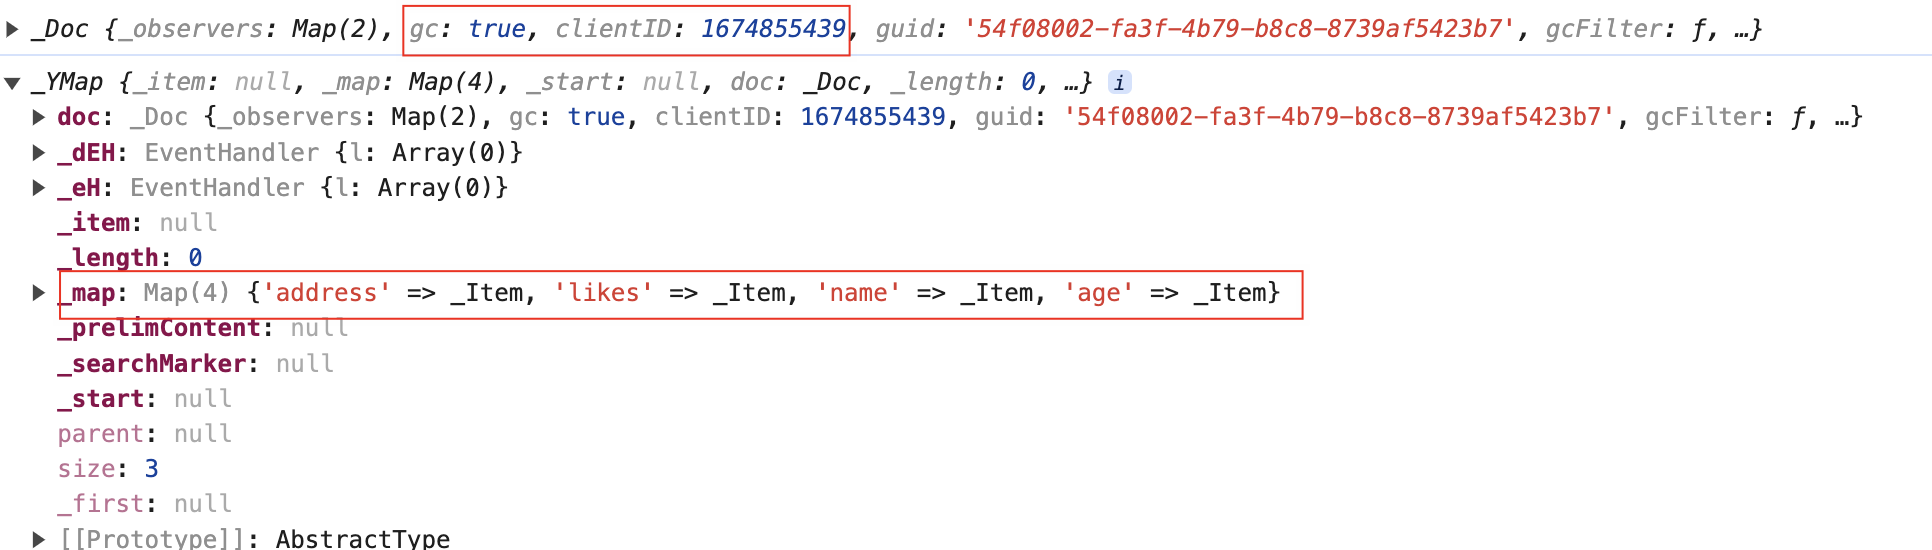 ▶ _Doc {_observers: Map(2), gc: true, clientID: 1674855439, guid: '54f08002-fa3f-4b79-b8c8-8739af5423b7', gcFilter: ƒ, …}
▼ _YMap {_item: null, _map: Map(4), _start: null, doc: _Doc, _length: 0, …} i
▶ doc: _Doc {_observers: Map(2), gc: true, clientID: 1674855439, guid: '54f08002-fa3f-4b79-b8c8-8739af5423b7', gcFilter: ƒ, …}
▶ _dEH: EventHandler {l: Array(0)}
▶ _eH: EventHandler {l: Array(0)}
_item: null
_length: 0
▶ _map: Map(4) {'address' => _Item, 'likes' => _Item, 'name' => _Item, 'age' => _Item}
_prelimContent: null
_searchMarker: null
_start: null
parent: null
size: 3
_first: null
▶ [[Prototype]]: AbstractType